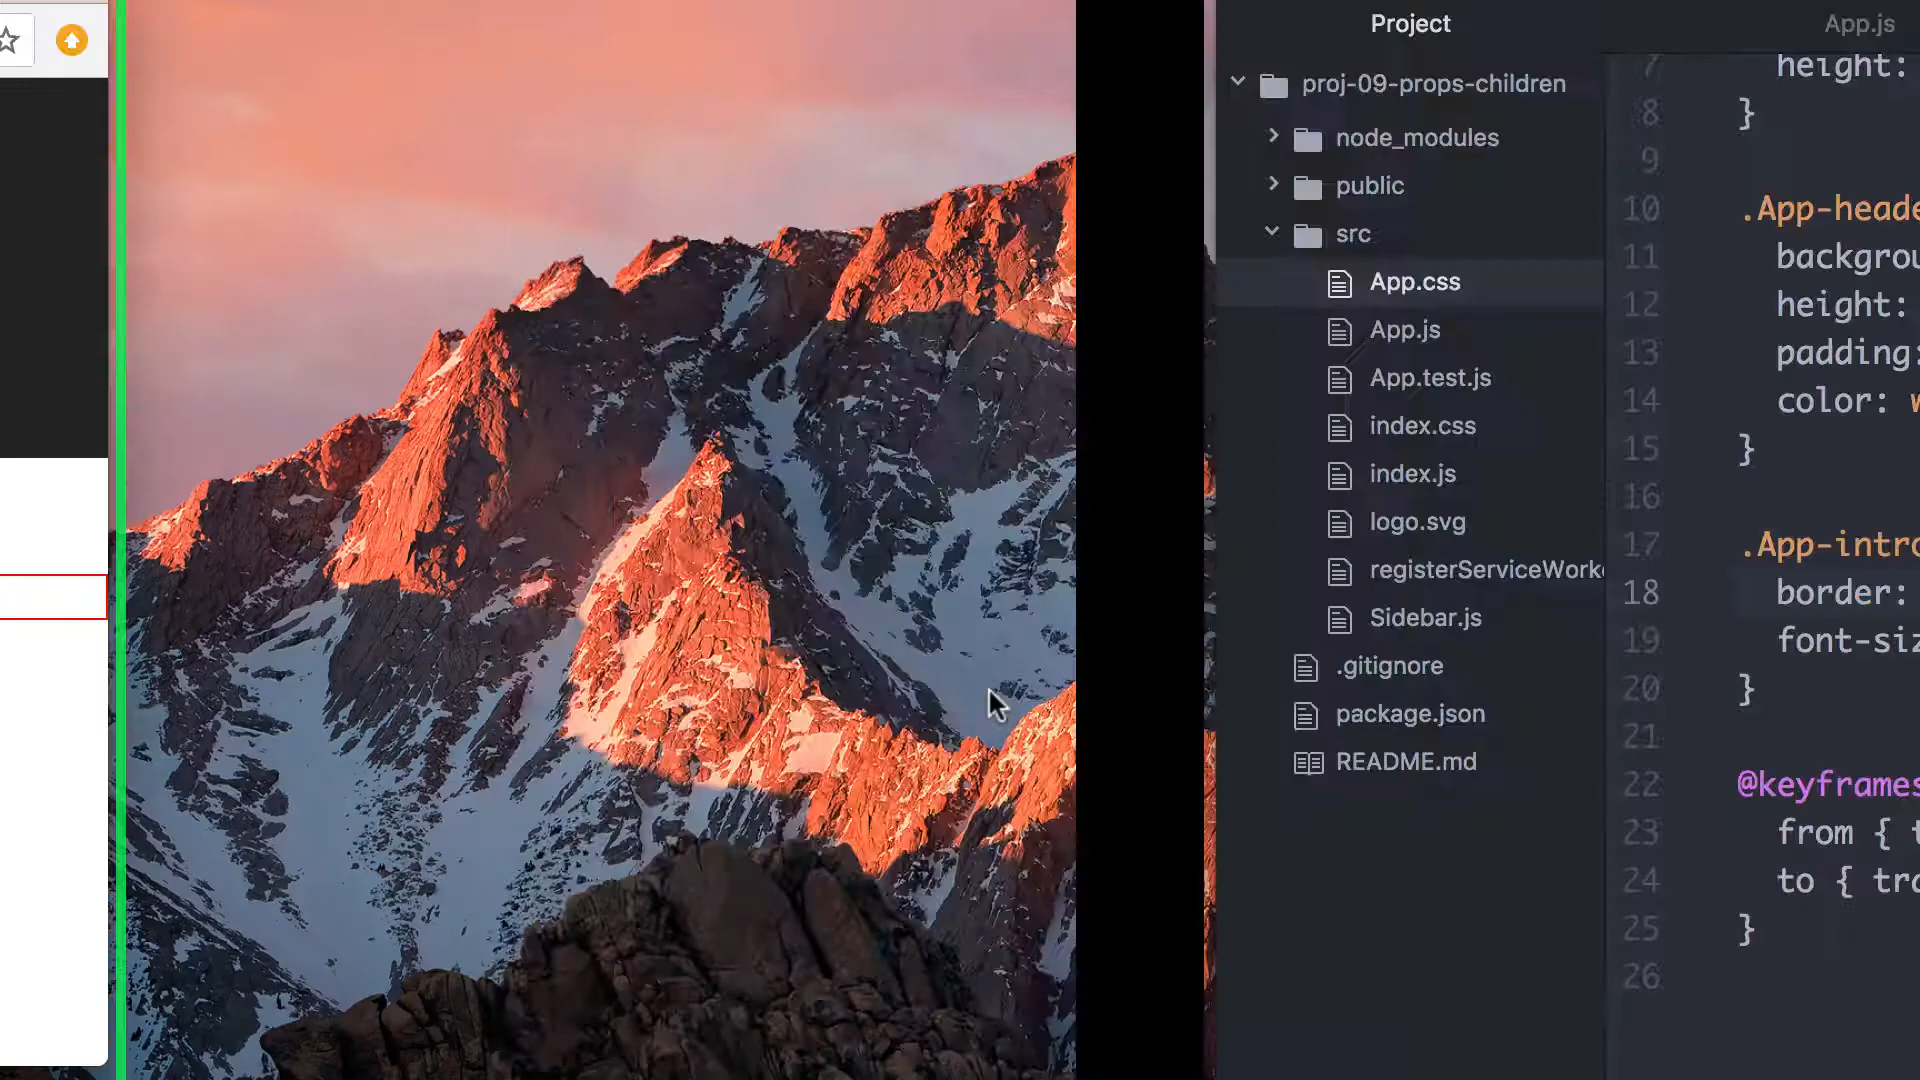 Project
proj-09-props-children
node_modules
public
src
App.css
App.js
App.test.js
index.css
index.js
logo.svg
registerServiceWork
Sidebar.js
.gitignore
package.json
README.md
App.js
7 height:
8 }
9
10 .App-heade
11 backgrou
12 height:
13 padding:
14 color: w
15 }
16
17 .App-intro
18 border:
19 font-siz
20 }
21
22 @keyframes
23 from { t
24 to { tra
25 }
26